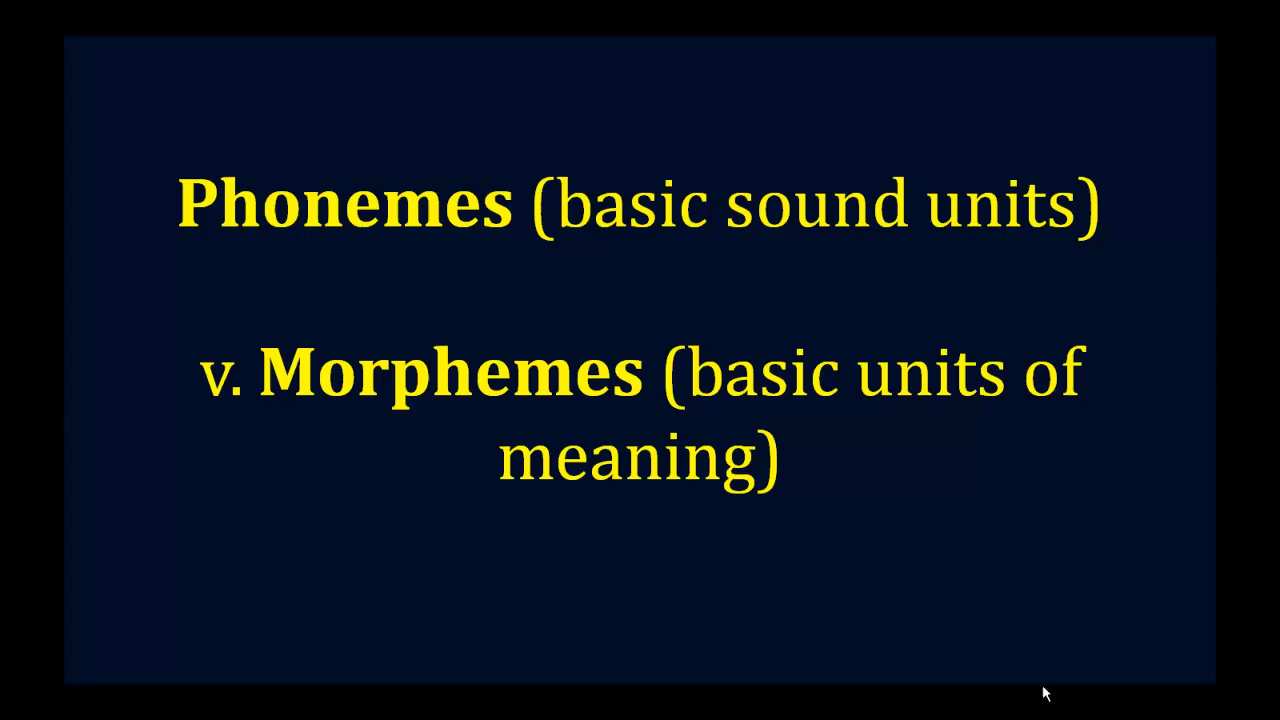 Phonemes (basic sound units)
v. Morphemes (basic units of
meaning)